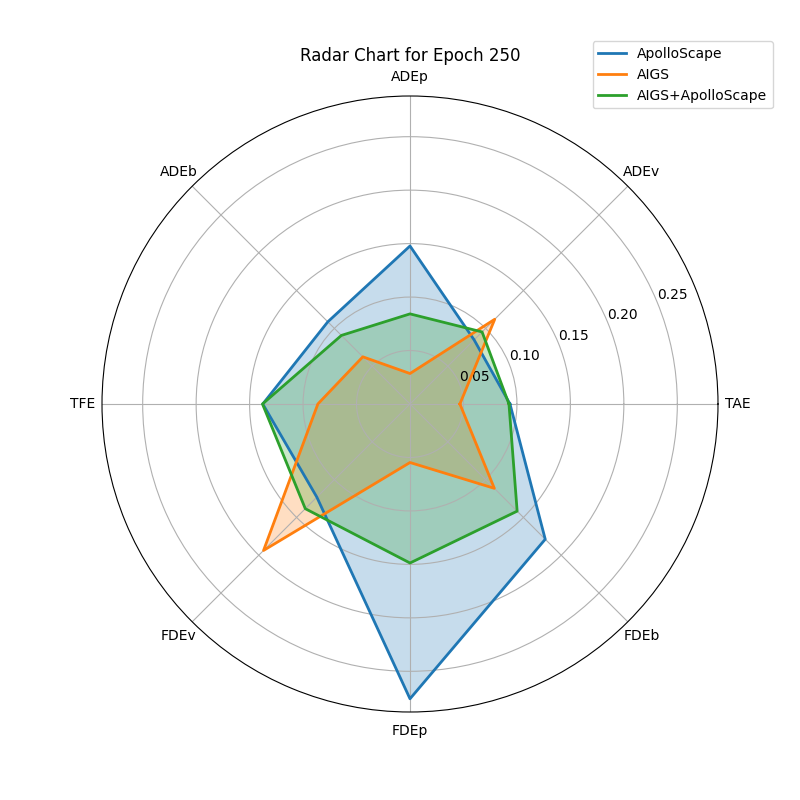 Radar Chart for Epoch 250
ApolloScape
AIGS
AIGS+ApolloScape
ADEp
ADEb
ADEv
0.25
0.20
0.15
0.10
0.05
TFE
TAE
FDEv
FDEb
FDEp